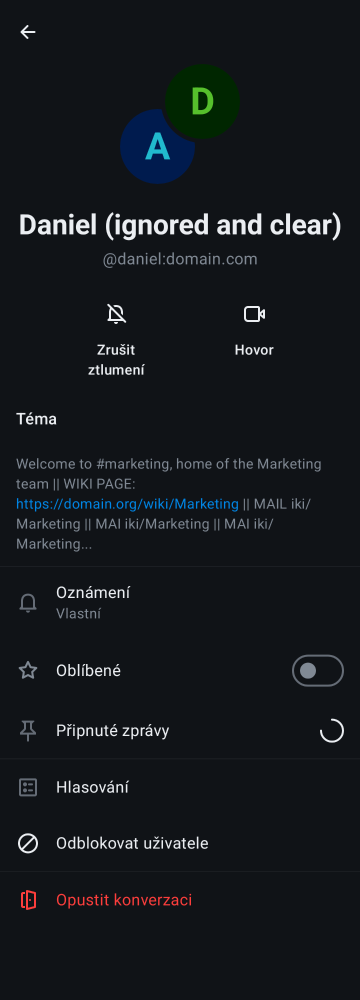 D
A
Daniel (ignored and clear)
@daniel:domain.com
Zrušit
ztlumení
Hovor
Téma
Welcome to #marketing, home of the Marketing
team || WIKI PAGE:
https://domain.org/wiki/Marketing || MAIL iki/
Marketing || MAI iki/Marketing || MAI iki/
Marketing...
Oznámení
Vlastní
Oblíbené
Připnuté zprávy
Hlasování
Odblokovat uživatele
Opustit konverzaci